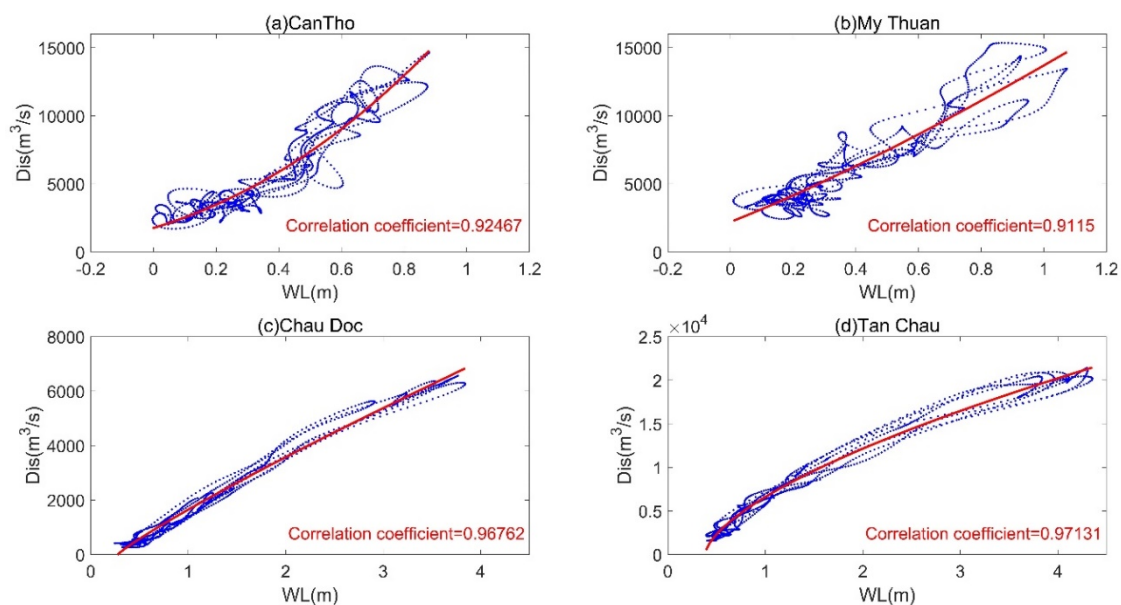 (a)CanTho
15000
10000
5000
0
Dis(m³/s)
Correlation coefficient=0.92467
-0.2 0 0.2 0.4 0.6 0.8 1 1.2
WL(m)
(b)My Thuan
15000
10000
5000
0
Dis(m³/s)
Correlation coefficient=0.9115
-0.2 0 0.2 0.4 0.6 0.8 1 1.2
WL(m)
(c)Chau Doc
8000
6000
4000
2000
0
Dis(m³/s)
Correlation coefficient=0.96762
0 1 2 3 4
WL(m)
(d)Tan Chau
×10⁴
2.5
2
1.5
1
0.5
0
Dis(m³/s)
Correlation coefficient=0.97131
0 1 2 3 4
WL(m)